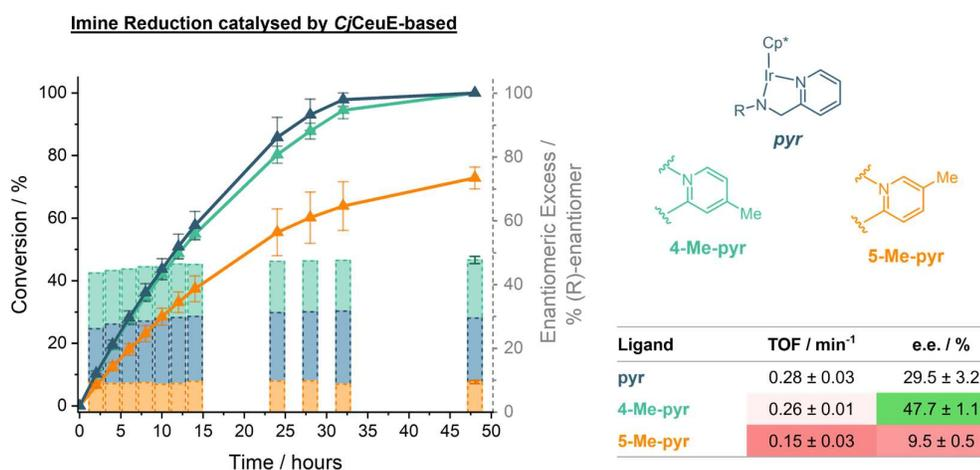 Imine Reduction catalysed by CjCeuE-based
Conversion / %
100
80
60
40
20
0
100
80
60
40
20
0
Enantiomeric Excess /
% (R)-enantiomer
0 5 10 15 20 25 30 35 40 45 50
Time / hours
Cp*
Ir
N
R
N
pyr
N
Me
4-Me-pyr
N
Me
5-Me-pyr
Ligand TOF / min-1 e.e. / %
pyr 0.28 ± 0.03 29.5 ± 3.2
4-Me-pyr 0.26 ± 0.01 47.7 ± 1.1
5-Me-pyr 0.15 ± 0.03 9.5 ± 0.5